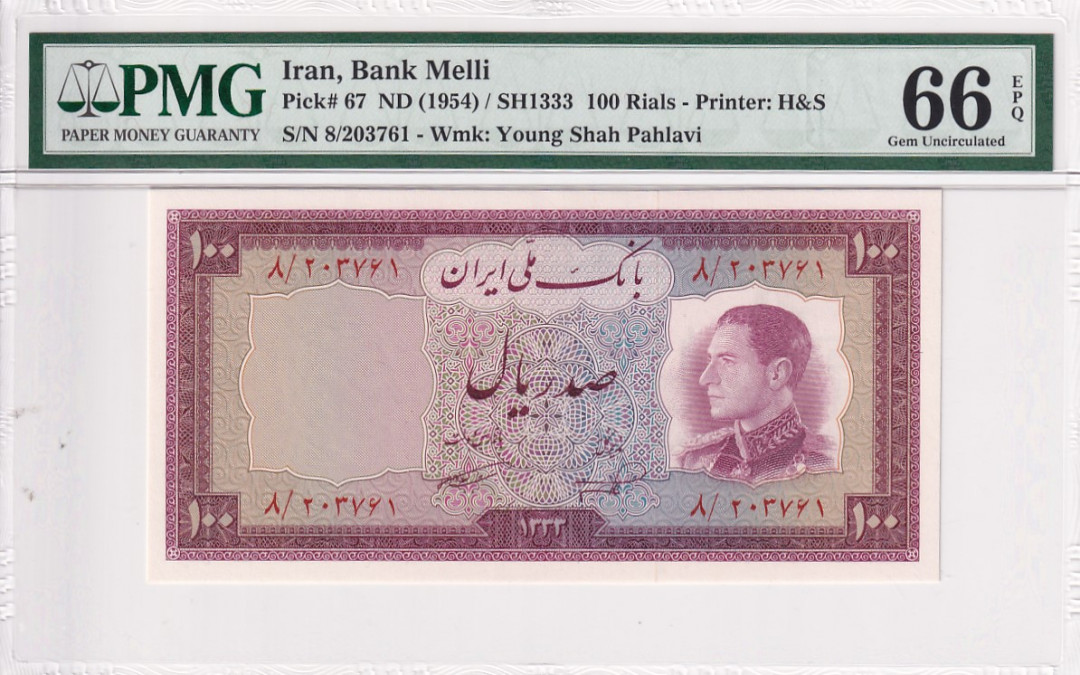 PMG
PAPER MONEY GUARANTY
Iran, Bank Melli
Pick# 67 ND (1954) / SH1333 100 Rials - Printer: H&S
S/N 8/203761 - Wmk: Young Shah Pahlavi
66
EPQ
Gem Uncirculated
۱۰۰
۱۰۰
۸/۲۰۳۷۶۱
بانک ملی ایران
۸/۲۰۳۷۶۱
صد ریال
۸/۲۰۳۷۶۱
۸/۲۰۳۷۶۱
۱۰۰
۱۳۳۳
۱۰۰